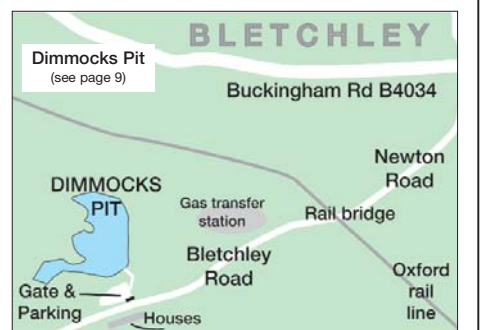 BLETCHLEY
Dimmocks Pit
(see page 9)
Buckingham Rd B4034
Newton
Road
DIMMOCKS
PIT
Gas transfer
station
Rail bridge
Bletchley
Road
Oxford
rail
line
Gate &
Parking
Houses